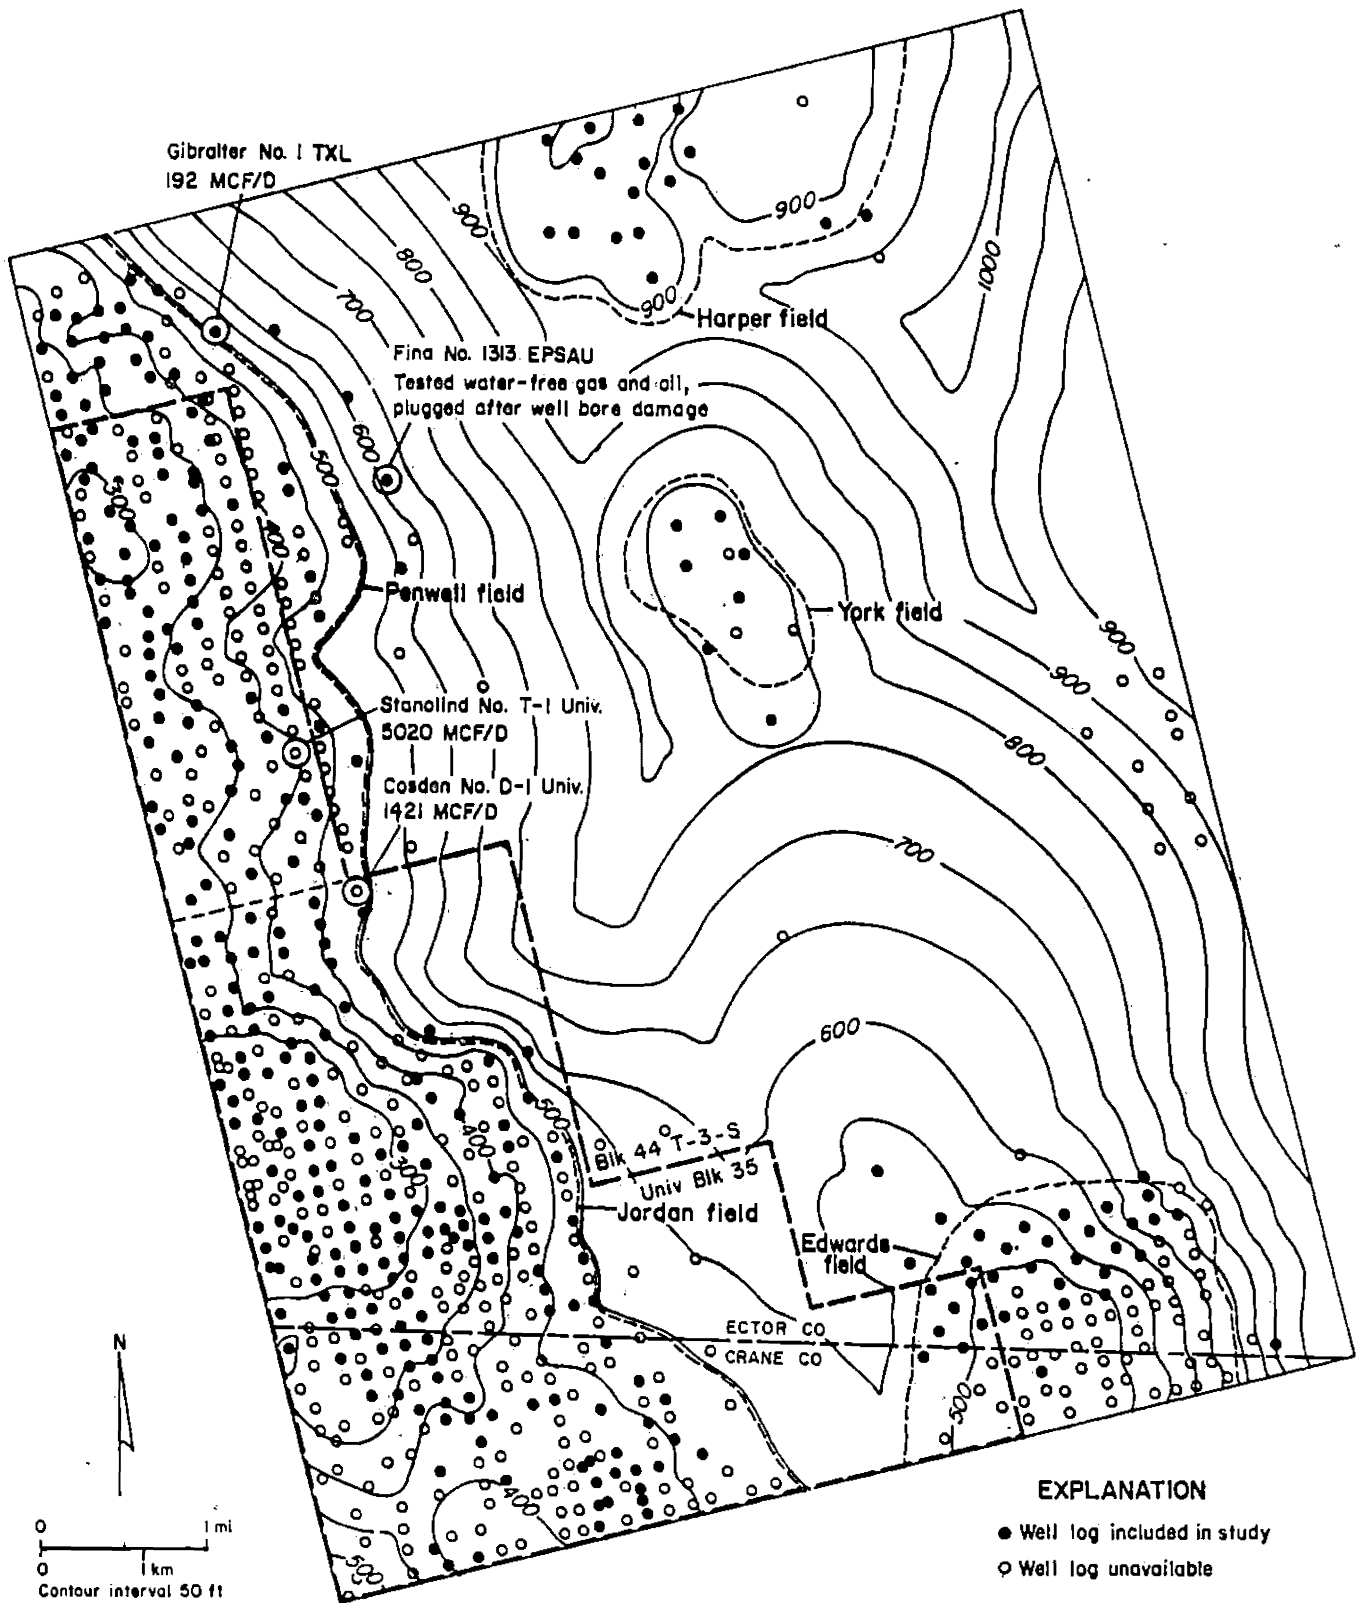 Gibralter No. 1 TXL
192 MCF/D
900
800
700
900
900
Harper field
1000
Fina No. 1313 EPSAU
Tested water-free gas and oil,
plugged after well bore damage
600
500
300
400
Penwell field
York field
900
900
800
Stanolind No. T-1 Univ.
5020 MCF/D
Cosden No. D-1 Univ.
1421 MCF/D
700
600
500
400
300
Blk 44 T-3-S
Univ Blk 35
Jordan field
Edwards
field
ECTOR CO
CRANE CO
500
400
500
N
0 1 mi
0 1 km
Contour interval 50 ft
EXPLANATION
Well log included in study
Well log unavailable